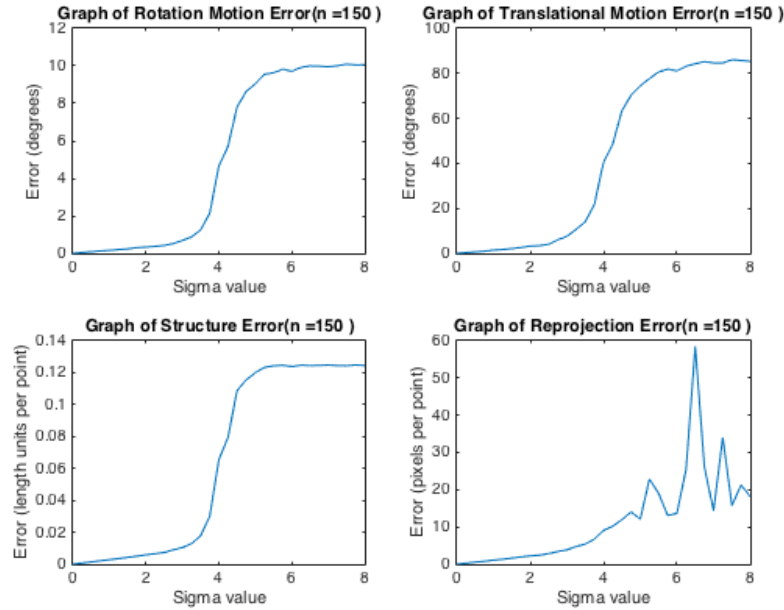 Graph of Rotation Motion Error(n =150 )
12
10
8
6
4
2
0
Error (degrees)
0 2 4 6 8
Sigma value
Graph of Translational Motion Error(n =150 )
100
80
60
40
20
0
Error (degrees)
0 2 4 6 8
Sigma value
Graph of Structure Error(n =150 )
0.14
0.12
0.1
0.08
0.06
0.04
0.02
0
Error (length units per point)
0 2 4 6 8
Sigma value
Graph of Reprojection Error(n =150 )
60
50
40
30
20
10
0
Error (pixels per point)
0 2 4 6 8
Sigma value